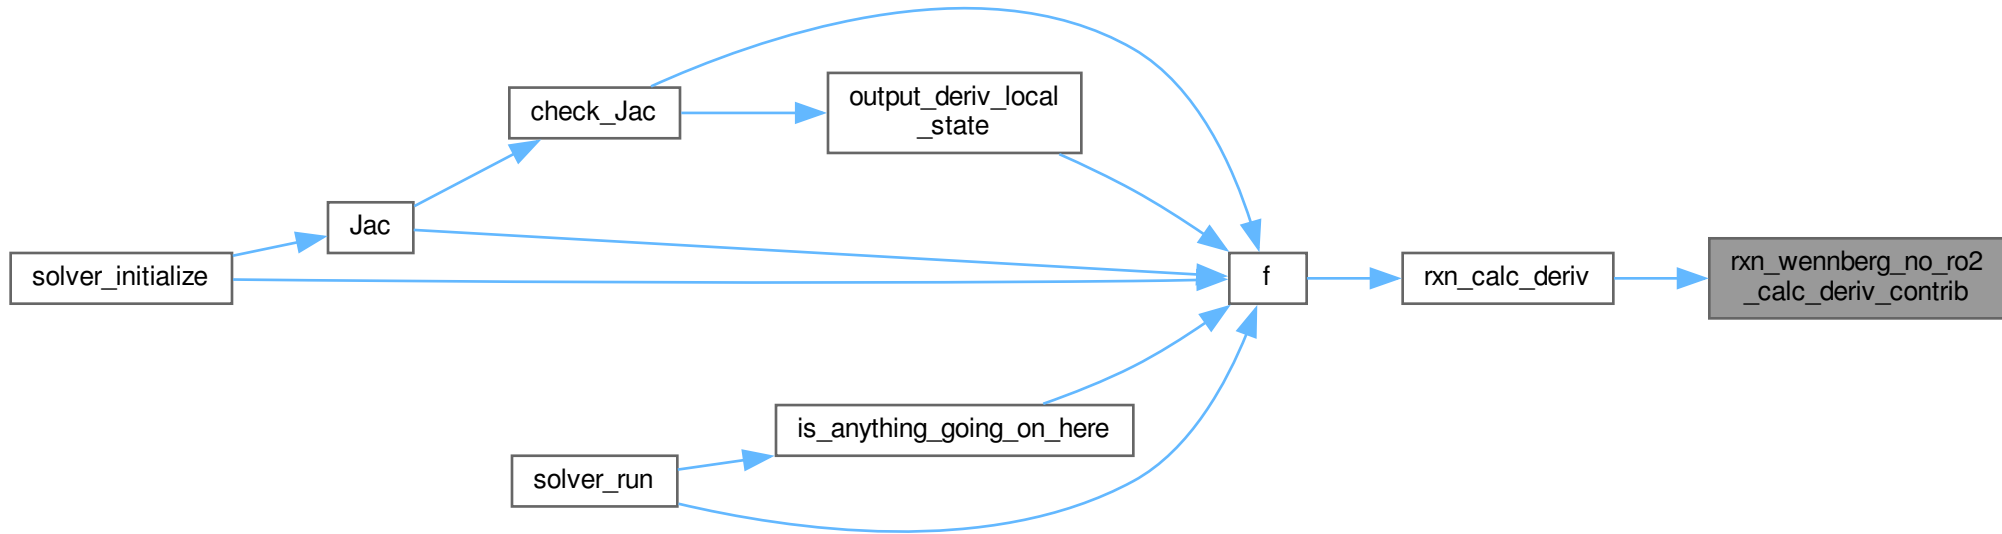 check_Jac
output_deriv_local
_state
Jac
solver_initialize
f
rxn_calc_deriv
rxn_wennberg_no_ro2
_calc_deriv_contrib
is_anything_going_on_here
solver_run